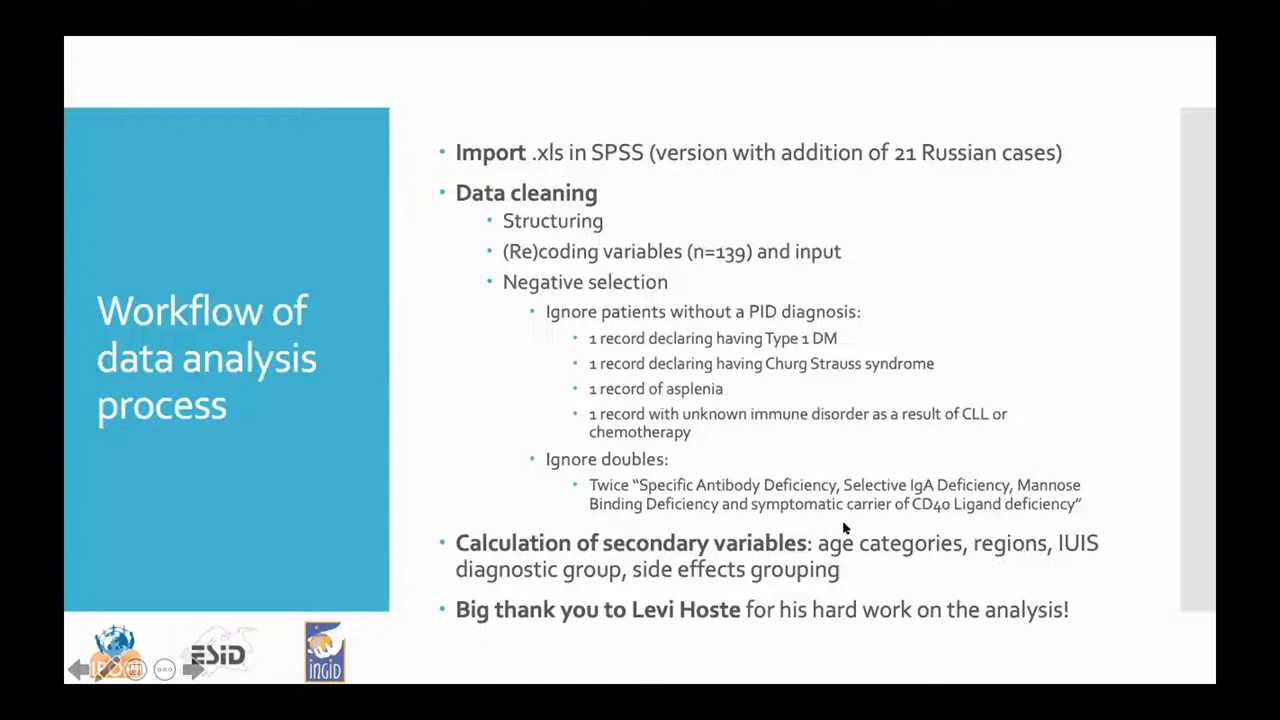 Workflow of
data analysis
process
• Import .xls in SPSS (version with addition of 21 Russian cases)
• Data cleaning
• Structuring
• (Re)coding variables (n=139) and input
• Negative selection
• Ignore patients without a PID diagnosis:
• 1 record declaring having Type 1 DM
• 1 record declaring having Churg Strauss syndrome
• 1 record of asplenia
• 1 record with unknown immune disorder as a result of CLL or
chemotherapy
• Ignore doubles:
• Twice “Specific Antibody Deficiency, Selective IgA Deficiency, Mannose
Binding Deficiency and symptomatic carrier of CD40 Ligand deficiency”
• Calculation of secondary variables: age categories, regions, IUIS
diagnostic group, side effects grouping
• Big thank you to Levi Hoste for his hard work on the analysis!
ESID
INGID